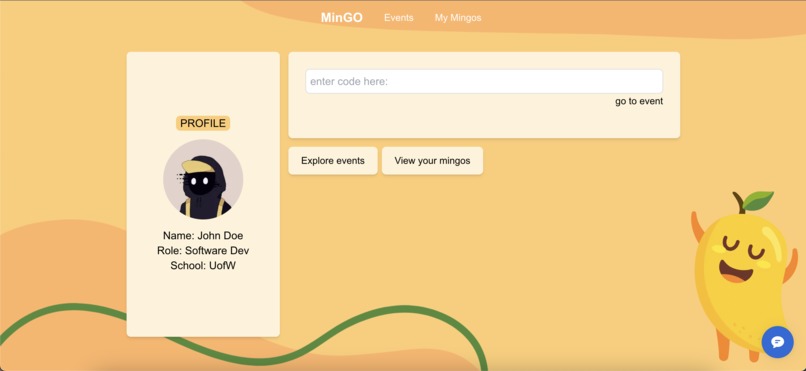 MinGO Events My Mingos
enter code here:
go to event
PROFILE
Explore events View your mingos
Name: John Doe
Role: Software Dev
School: UofW